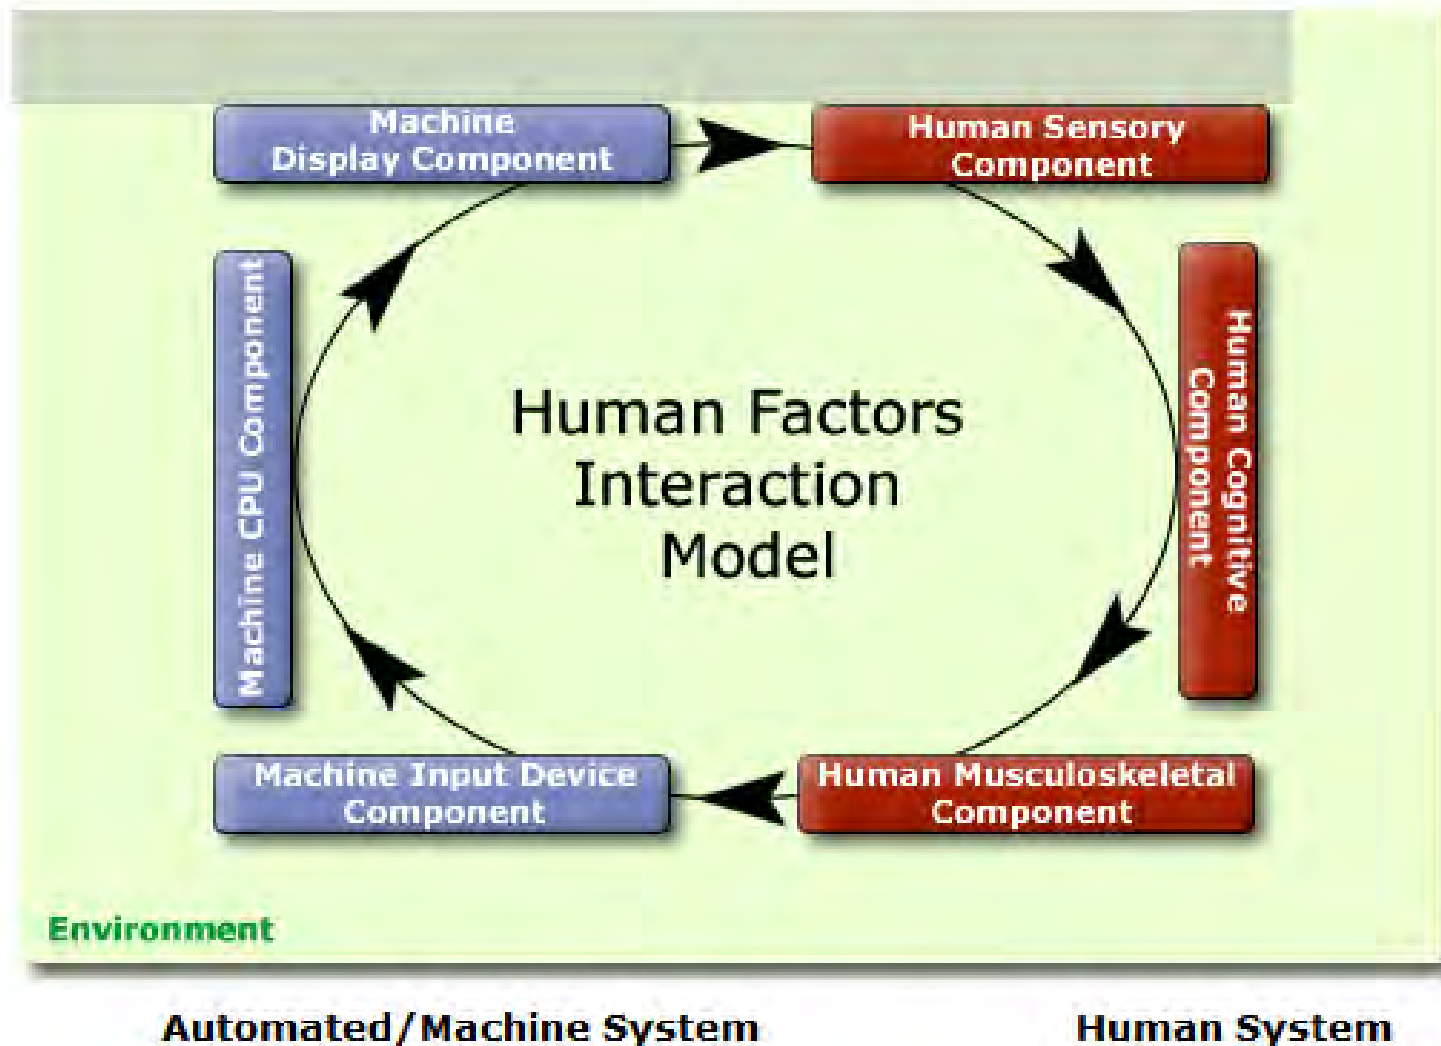 Machine
Display Component
Human Sensory
Component
Machine CPU Component
Human Factors
Interaction
Model
Human Cognitive
Component
Machine Input Device
Component
Human Musculoskeletal
Component
Environment
Automated/Machine System
Human System